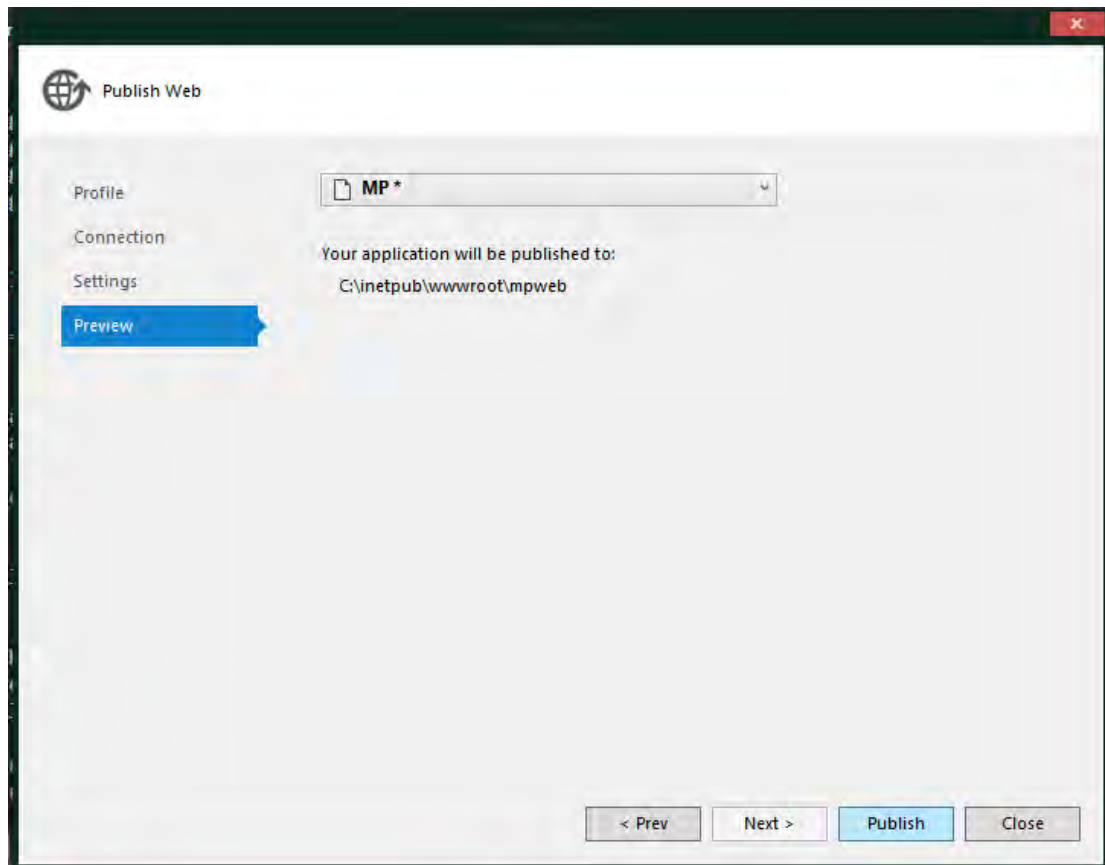 Publish Web
Profile
MP *
Connection
Your application will be published to:
Settings
C:\inetpub\wwwroot\mpweb
Preview
< Prev
Next >
Publish
Close